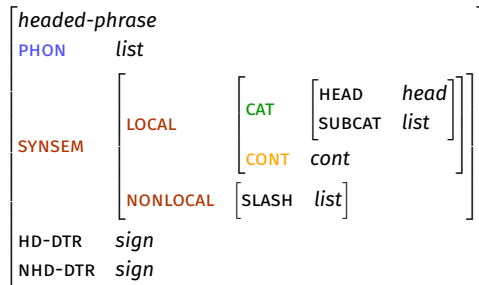 headed-phrase
PHON list
SYNSEM LOCAL CAT HEAD head
SUBCAT list
CONT cont
NONLOCAL SLASH list
HD-DTR sign
NHD-DTR sign